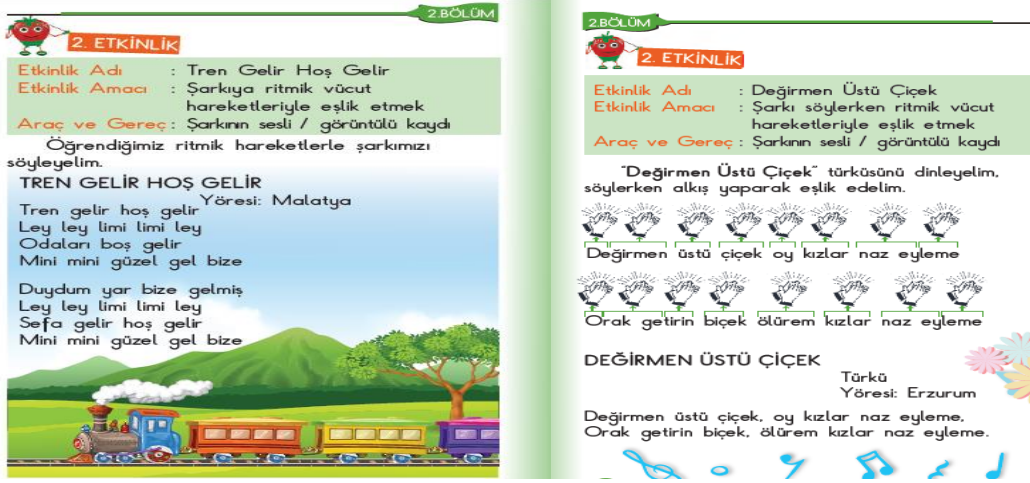 2.BÖLÜM
2. ETKİNLİK
Etkinlik Adı : Tren Gelir Hoş Gelir
Etkinlik Amacı : Şarkıya ritmik vücut
hareketleriyle eşlik etmek
Araç ve Gereç : Şarkının sesli / görüntülü kaydı
Öğrendiğimiz ritmik hareketlerle şarkımızı
söyleyelim.
TREN GELİR HOŞ GELİR
Yöresi: Malatya
Tren gelir hoş gelir
Ley ley limi limi ley
Odaları boş gelir
Mini mini güzel gel bize
Duydum yar bize gelmiş
Ley ley limi limi ley
Sefa gelir hoş gelir
Mini mini güzel gel bize
2.BÖLÜM
2. ETKİNLİK
Etkinlik Adı : Değirmen Üstü Çiçek
Etkinlik Amacı : Şarkı söylerken ritmik vücut
hareketleriyle eşlik etmek
Araç ve Gereç : Şarkının sesli / görüntülü kaydı
"Değirmen Üstü Çiçek" türküsünü dinleyelim,
söylerken alkış yaparak eşlik edelim.
Değirmen üstü çiçek oy kızlar naz eyleme
Orak getirin biçek ölürem kızlar naz eyleme
DEĞİRMEN ÜSTÜ ÇİÇEK
Türkü
Yöresi: Erzurum
Değirmen üstü çiçek, oy kızlar naz eyleme,
Orak getirin biçek, ölürem kızlar naz eyleme.